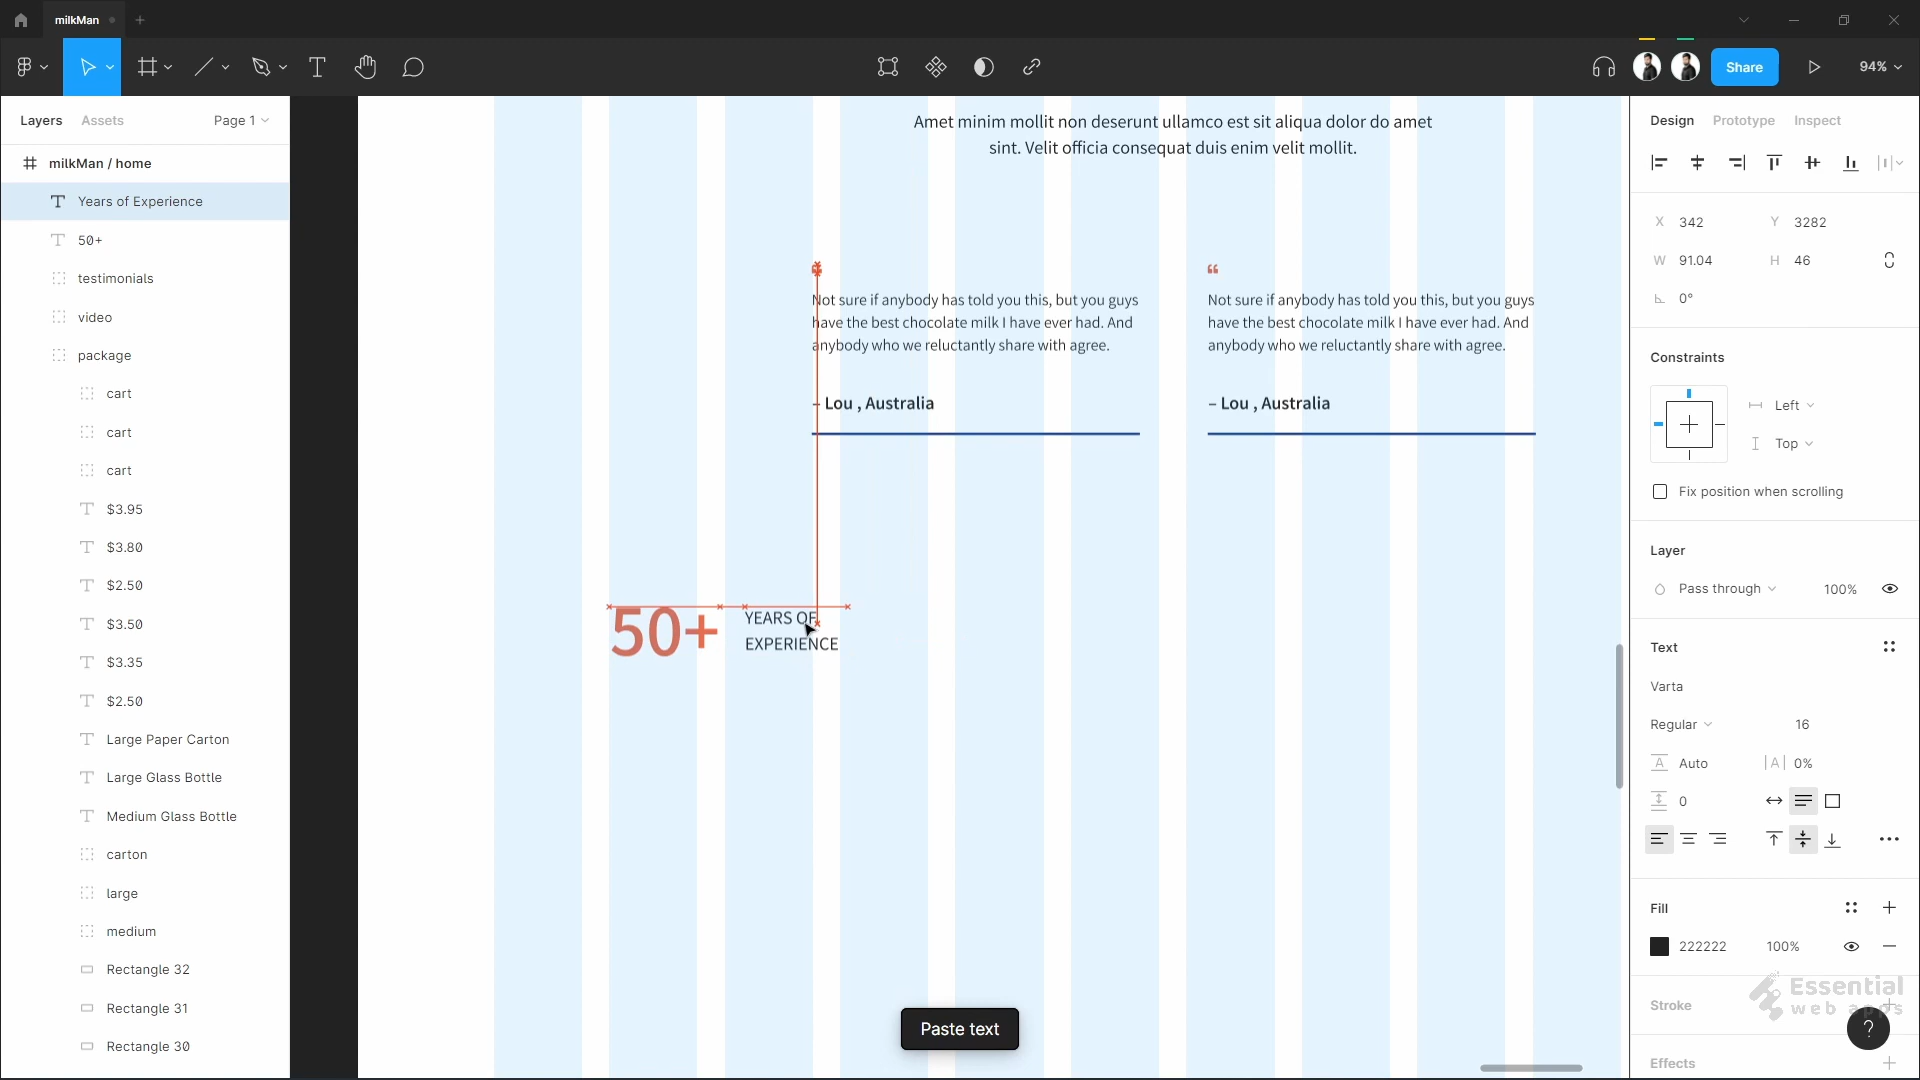 milkMan
Share
94%
Layers
Assets
Page 1
milkMan / home
Years of Experience
50+
testimonials
video
package
cart
cart
cart
$3.95
$3.80
$2.50
$3.50
$3.35
$2.50
Large Paper Carton
Large Glass Bottle
Medium Glass Bottle
carton
large
medium
Rectangle 32
Rectangle 31
Rectangle 30
Amet minim mollit non deserunt ullamco est sit aliqua dolor do amet
sint. Velit officia consequat duis enim velit mollit.
“
Not sure if anybody has told you this, but you guys
have the best chocolate milk I have ever had. And
anybody who we reluctantly share with agree.
– Lou , Australia
“
Not sure if anybody has told you this, but you guys
have the best chocolate milk I have ever had. And
anybody who we reluctantly share with agree.
– Lou , Australia
50+
YEARS OF
EXPERIENCE
Paste text
Design
Prototype
Inspect
X 342
Y 3282
W 91.04
H 46
0°
Constraints
Left
Top
Fix position when scrolling
Layer
Pass through
100%
Text
Varta
Regular
16
A Auto
|A| 0%
0
Fill
222222
100%
Essential
web apps
Stroke
?
Effects